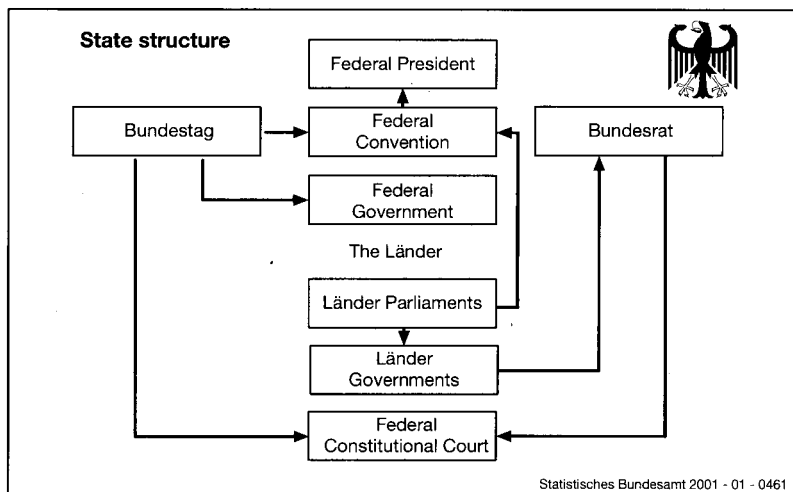 State structure
Federal President
Bundestag
Federal
Convention
Bundesrat
Federal
Government
The Länder
Länder Parliaments
Länder
Governments
Federal
Constitutional Court
Statistisches Bundesamt 2001 - 01 - 0461